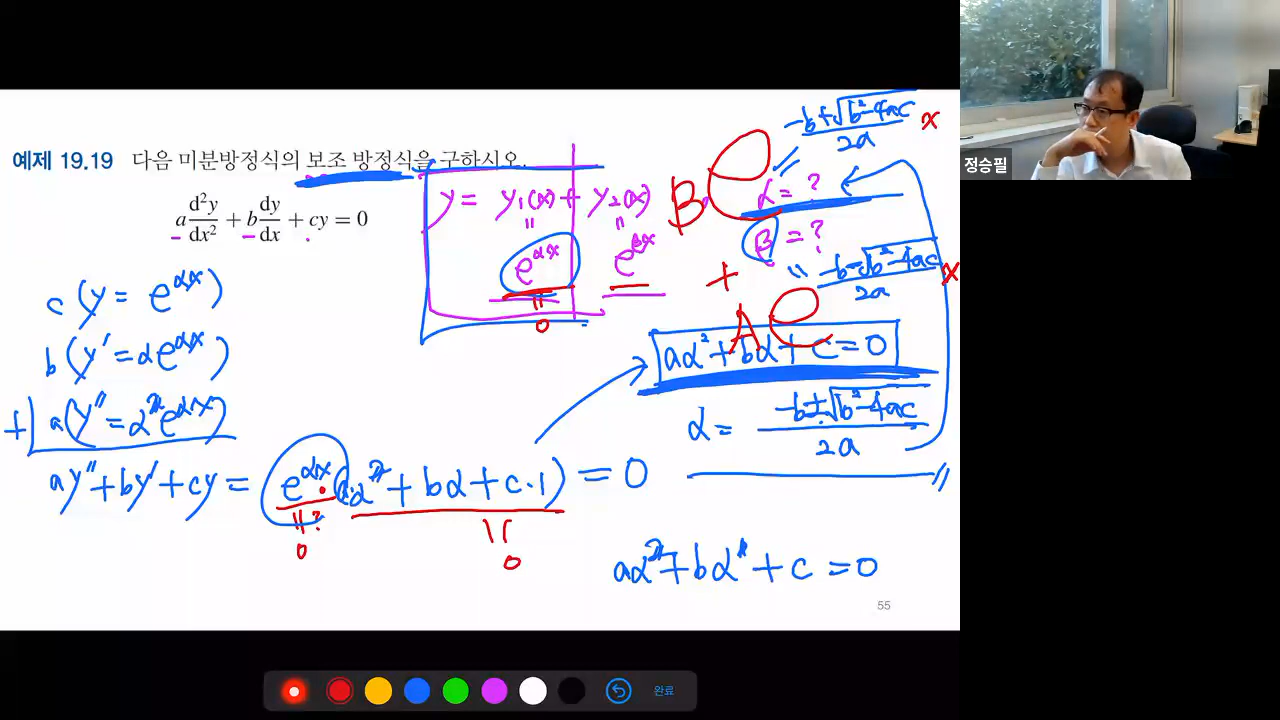 예제 19.19 다음 미분방정식의 보조 방정식을 구하시오.
a d²y/dx² + b dy/dx + cy = 0
y = y₁(x) + y₂(x)
" "
e^αx e^βx
"
0
-b+√b²-4ac / 2a x
B α = ?
β = ?
" -b-√b²-4ac / 2a x
+
A
aα²+bα+c=0
α = -b±√b²-4ac / 2a
c (y = e^αx)
b (y' = αe^αx)
+| a(y" = α²e^αx)
ay"+by'+cy = e^αx (aα²+bα+c·1) = 0
" ? "
0 0
aα²+bα¹+c=0
55
정승필
완료